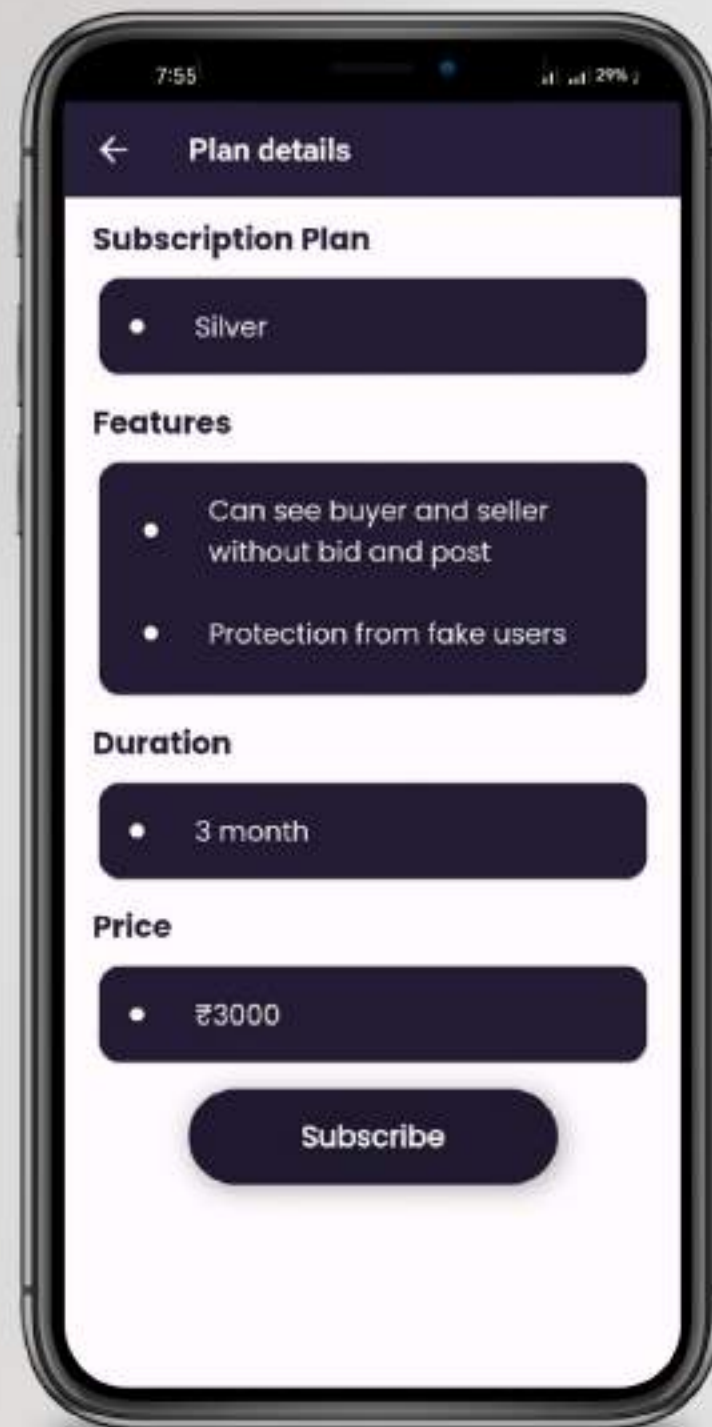 7:55
29%
Plan details
Subscription Plan
Silver
Features
Can see buyer and seller
without bid and post
Protection from fake users
Duration
3 month
Price
₹3000
Subscribe